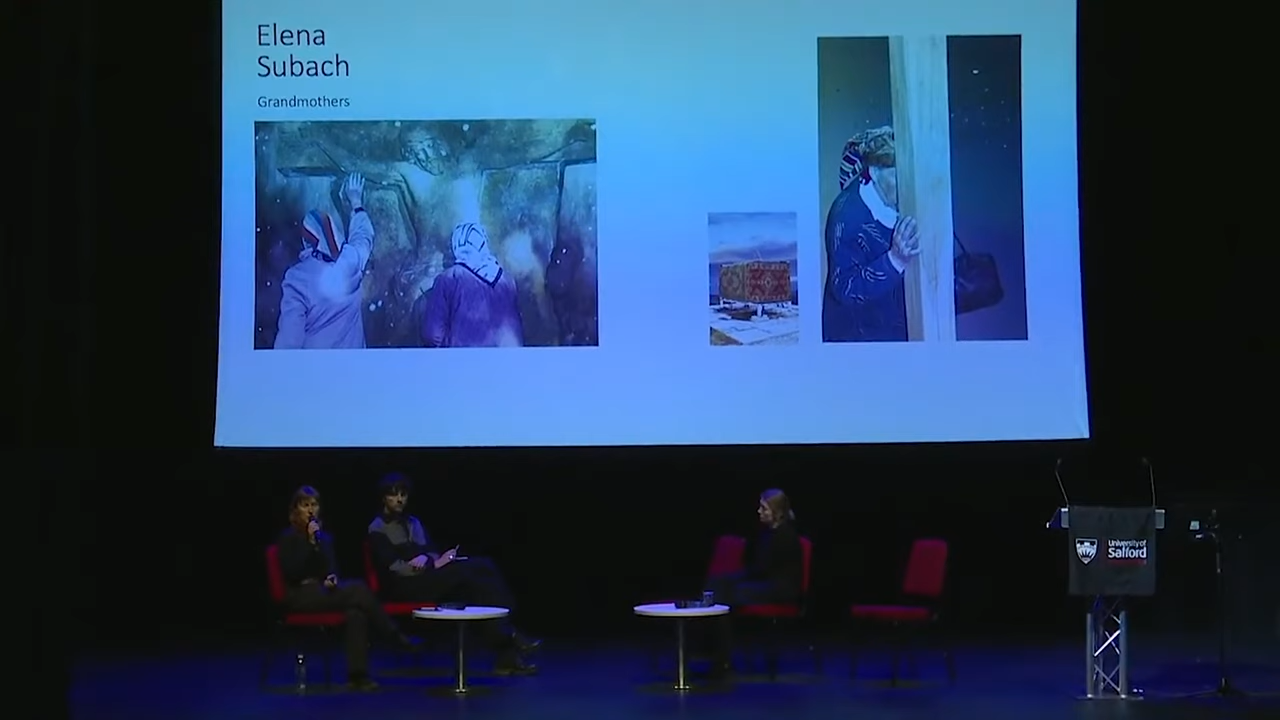 Elena
Subach
Grandmothers
University of
Salford